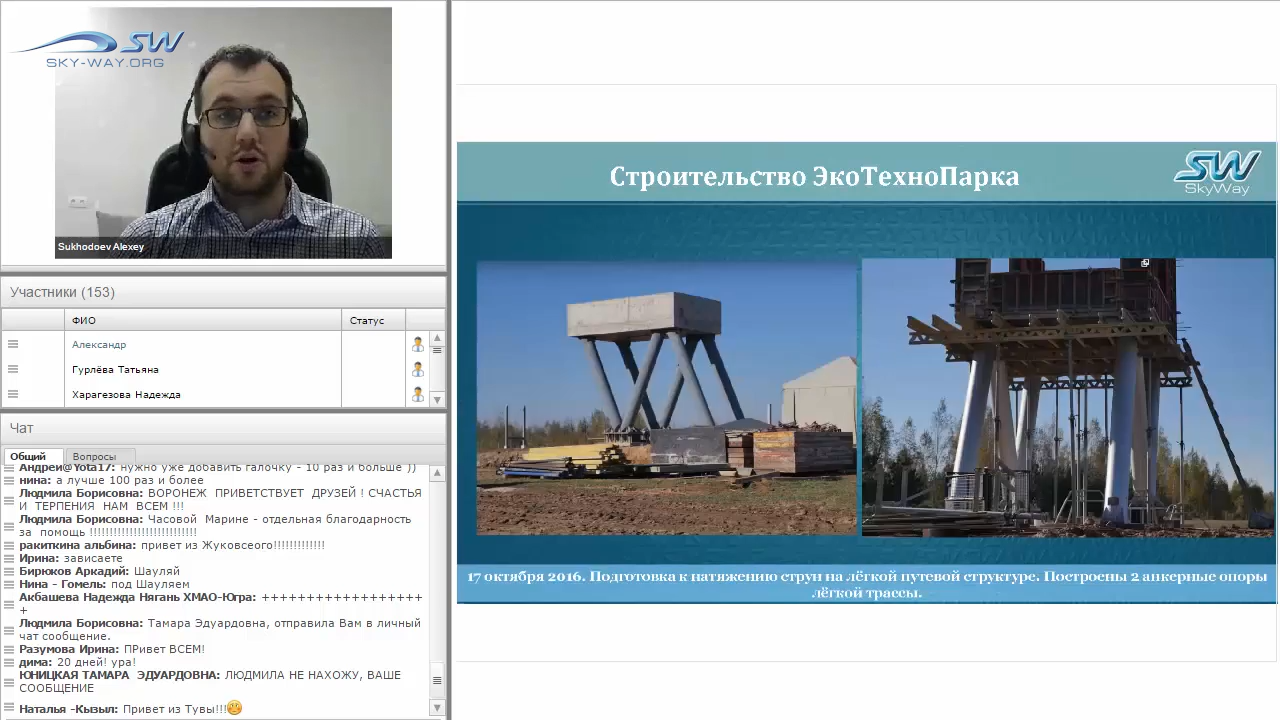 SW
SKY-WAY.ORG
Sukhodoev Alexey
Участники (153)
ФИО
Статус
Александр
Гурлёва Татьяна
Харагезова Надежда
Чат
Общий
Вопросы
Андрей@Yota17: нужно уже добавить галочку - 10 раз и больше ))
нина: а лучше 100 раз и более
Людмила Борисовна: ВОРОНЕЖ ПРИВЕТСТВУЕТ ДРУЗЕЙ ! СЧАСТЬЯ
И ТЕРПЕНИЯ НАМ ВСЕМ !!!
Людмила Борисовна: Часовой Марине - отдельная благодарность
за помощь !!!!!!!!!!!!!!!!!!!!!!!!!!!
ракиткина альбина: привет из Жуковсеого!!!!!!!!!!!!!
Ирина: зависаете
Бирюков Аркадий: Шауляй
Нина - Гомель: под Шауляем
Акбашева Надежда Нягань ХМАО-Югра: ++++++++++++++++++
+
Людмила Борисовна: Тамара Эдуардовна, отправила Вам в личный
чат сообщение.
Разумова Ирина: ПРивет ВСЕМ!
дима: 20 дней! ура!
ЮНИЦКАЯ ТАМАРА ЭДУАРДОВНА: ЛЮДМИЛА НЕ НАХОЖУ, ВАШЕ
СООБЩЕНИЕ
Наталья -Кызыл: Привет из Тувы!!!
Строительство ЭкоТехноПарка
SW
SkyWay
17 октября 2016. Подготовка к натяжению струн на лёгкой путевой структуре. Построены 2 анкерные опоры
лёгкой трассы.